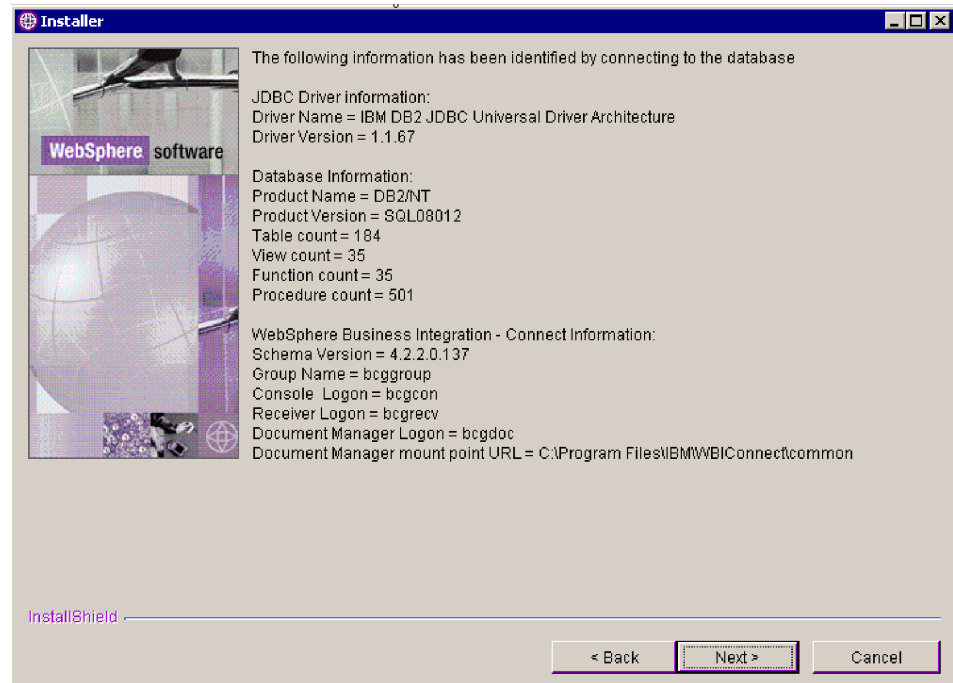 Installer
The following information has been identified by connecting to the database
JDBC Driver information:
Driver Name = IBM DB2 JDBC Universal Driver Architecture
Driver Version = 1.1.67
WebSphere software
Database Information:
Product Name = DB2/NT
Product Version = SQL08012
Table count = 184
View count = 35
Function count = 35
Procedure count = 501
WebSphere Business Integration - Connect Information:
Schema Version = 4.2.2.0.137
Group Name = bcggroup
Console Logon = bcgcon
Receiver Logon = bcgrecv
Document Manager Logon = bcgdoc
Document Manager mount point URL = C:\Program Files\IBM\WBIConnect\common
InstallShield
< Back Next > Cancel